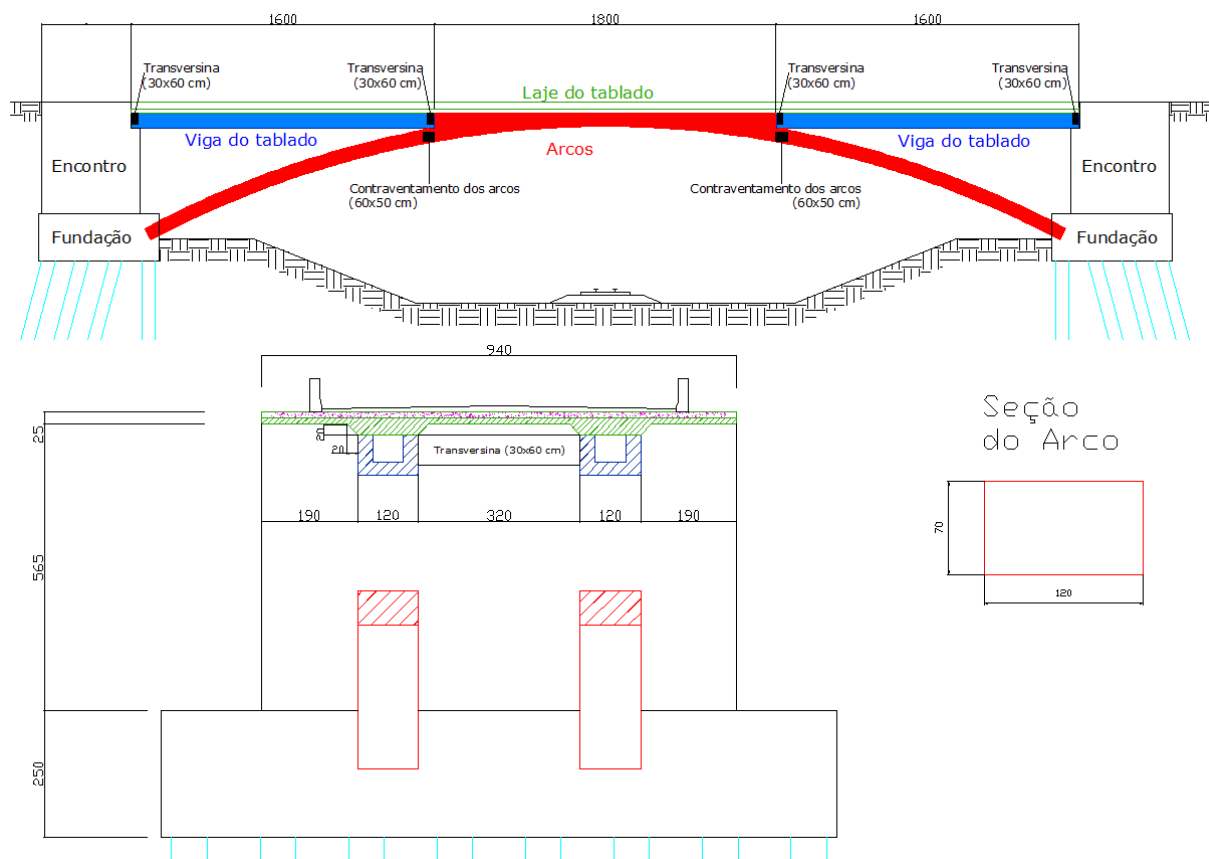 1600
1800
1600
Transversina
(30x60 cm)
Transversina
(30x60 cm)
Transversina
(30x60 cm)
Transversina
(30x60 cm)
Laje do tablado
Viga do tablado
Viga do tablado
Arcos
Encontro
Encontro
Contraventamento dos arcos
(60x50 cm)
Contraventamento dos arcos
(60x50 cm)
Fundação
Fundação
940
25
20
20
Transversina (30x60 cm)
190
120
320
120
190
565
250
Seção
do Arco
70
120